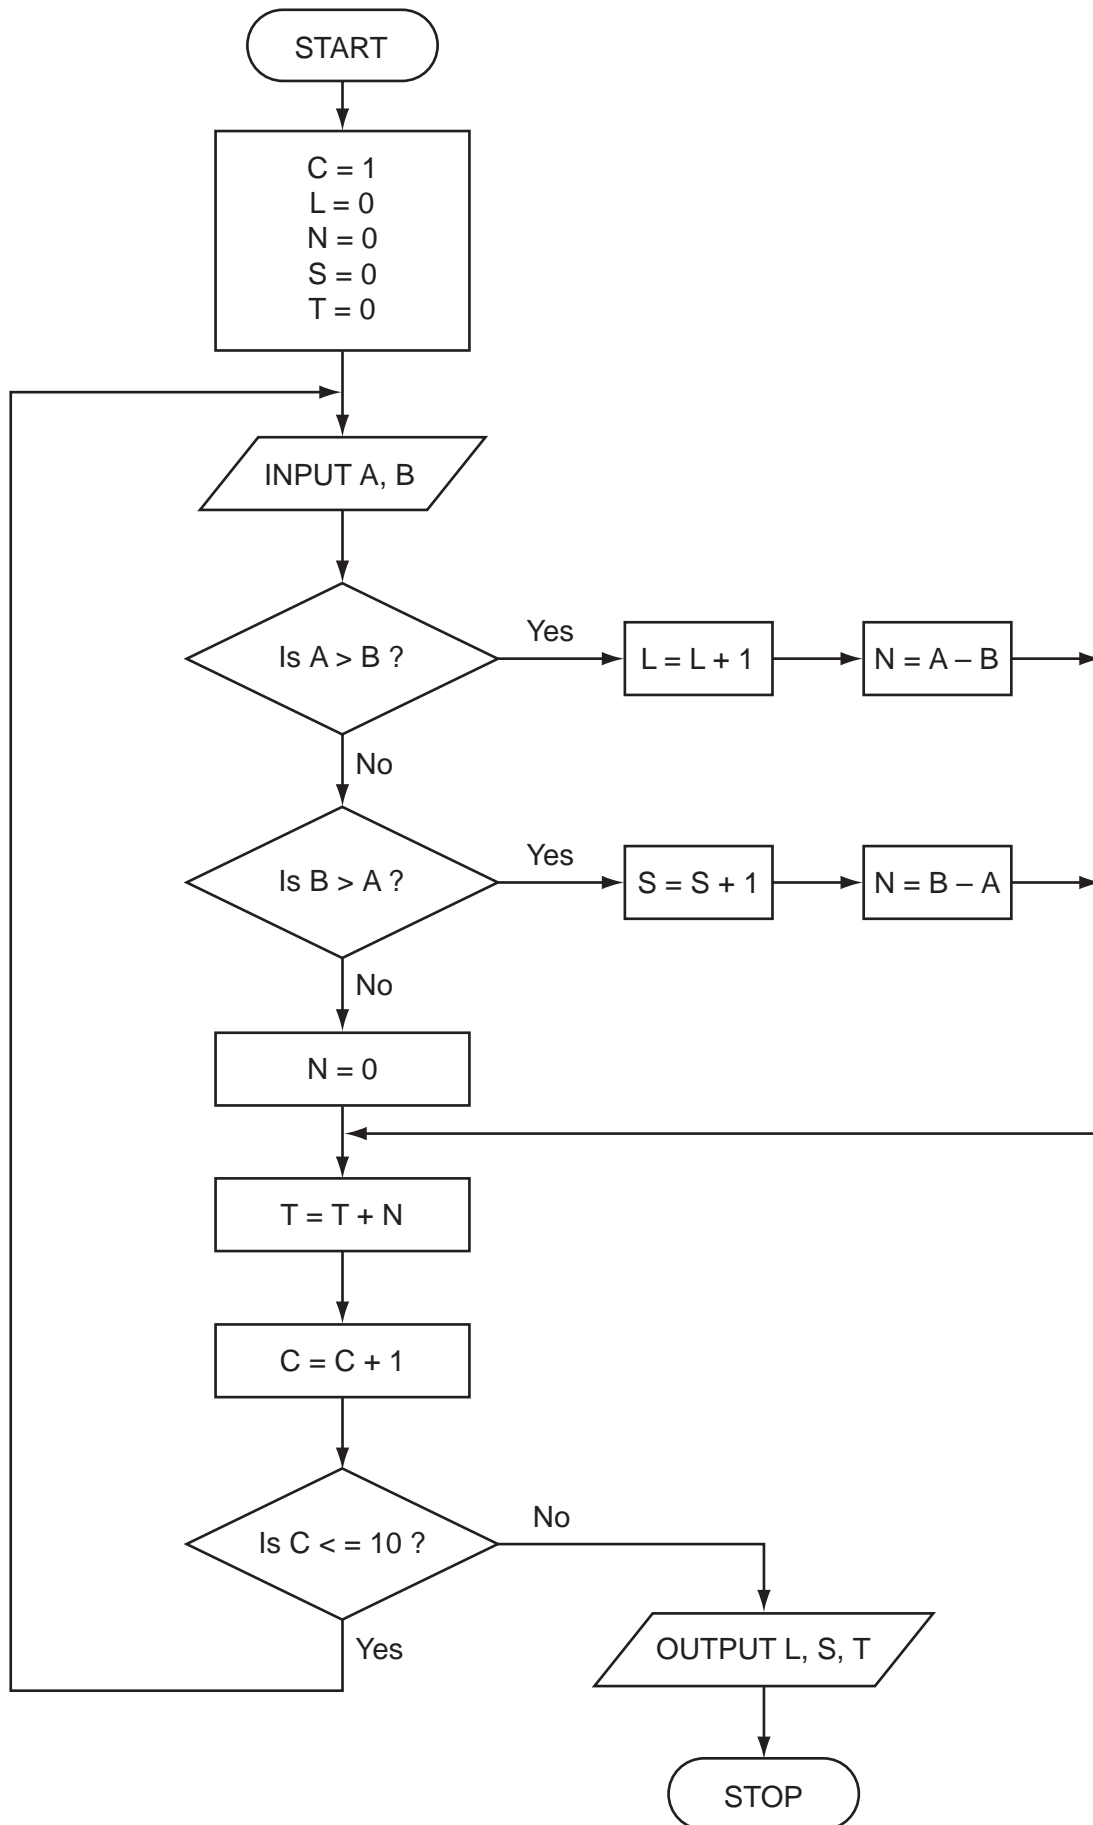 START
C = 1
L = 0
N = 0
S = 0
T = 0
INPUT A, B
Is A > B ?
Yes
L = L + 1
N = A – B
No
Is B > A ?
Yes
S = S + 1
N = B – A
No
N = 0
T = T + N
C = C + 1
Is C < = 10 ?
No
Yes
OUTPUT L, S, T
STOP